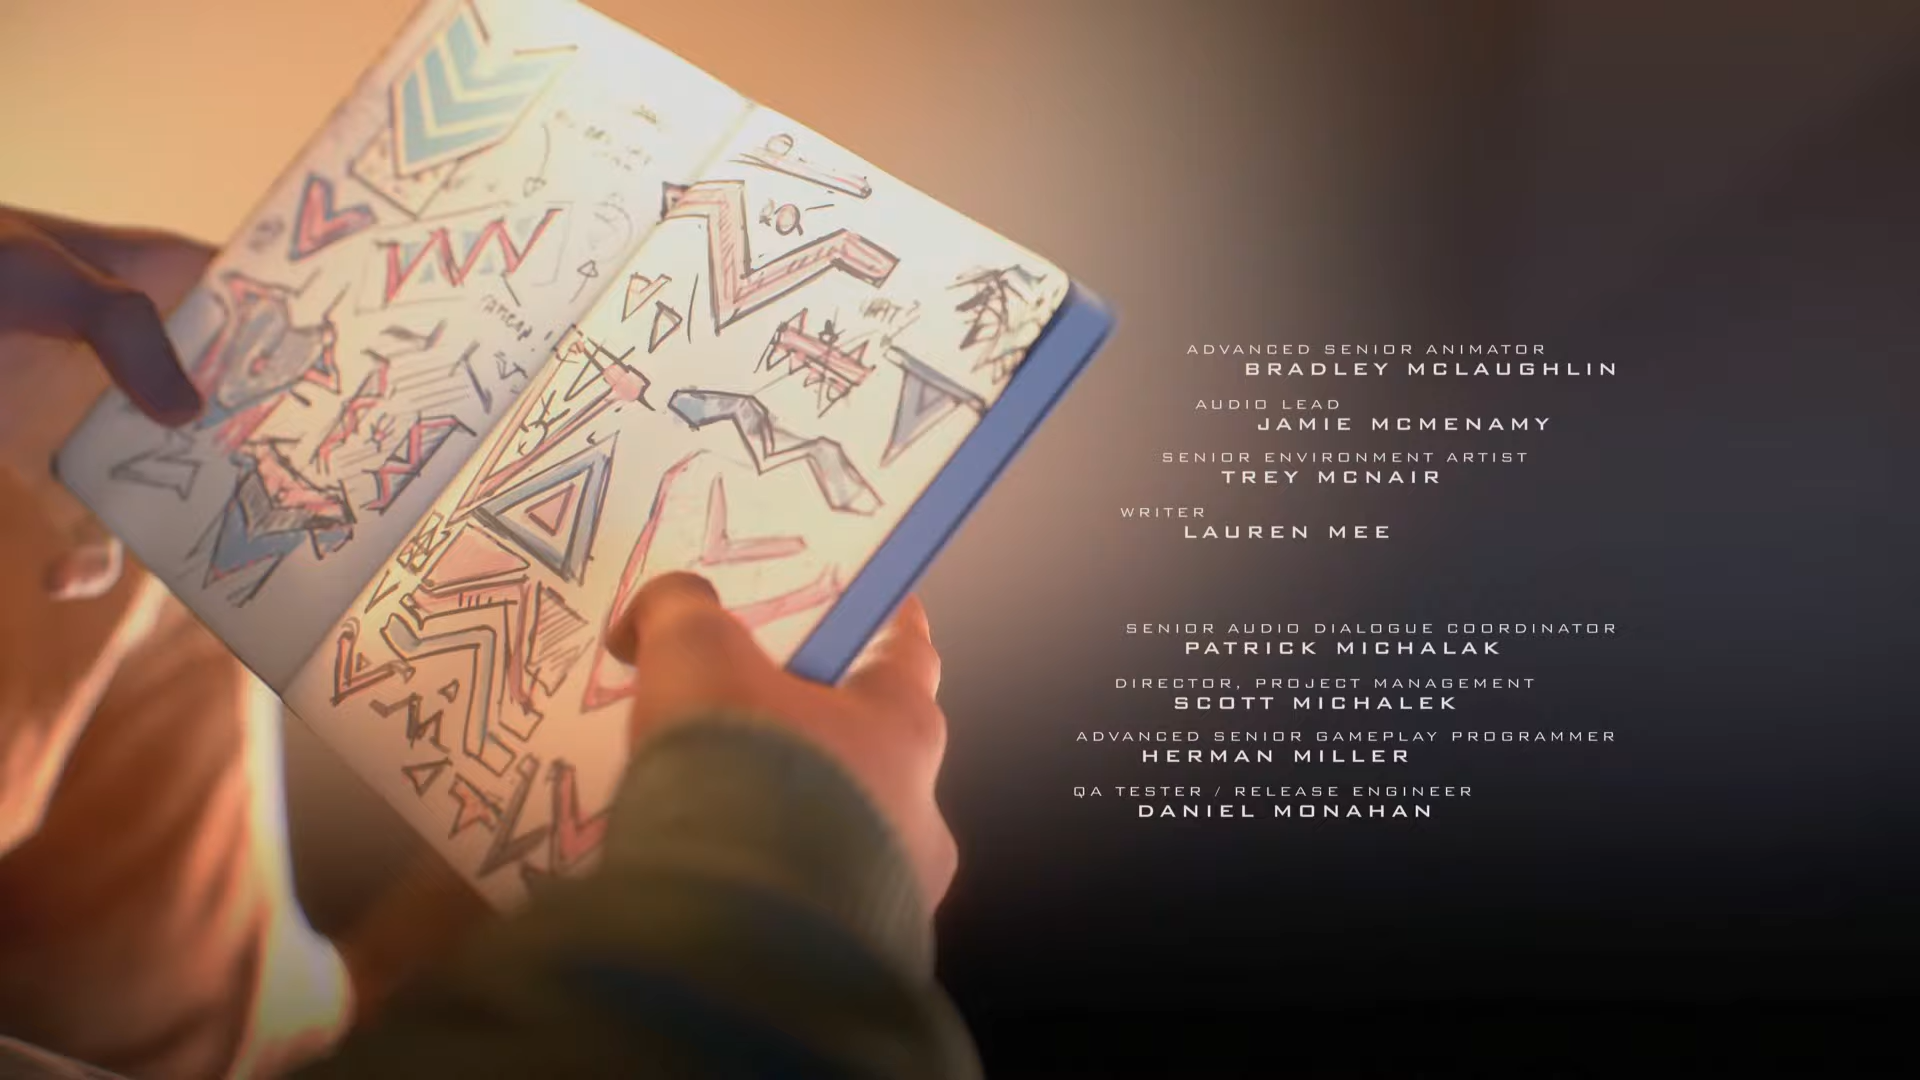 ADVANCED SENIOR ANIMATOR
BRADLEY MCLAUGHLIN
AUDIO LEAD
JAMIE MCMENAMY
SENIOR ENVIRONMENT ARTIST
TREY MCNAIR
WRITER
LAUREN MEE
SENIOR AUDIO DIALOGUE COORDINATOR
PATRICK MICHALAK
DIRECTOR, PROJECT MANAGEMENT
SCOTT MICHALEK
ADVANCED SENIOR GAMEPLAY PROGRAMMER
HERMAN MILLER
QA TESTER / RELEASE ENGINEER
DANIEL MONAHAN